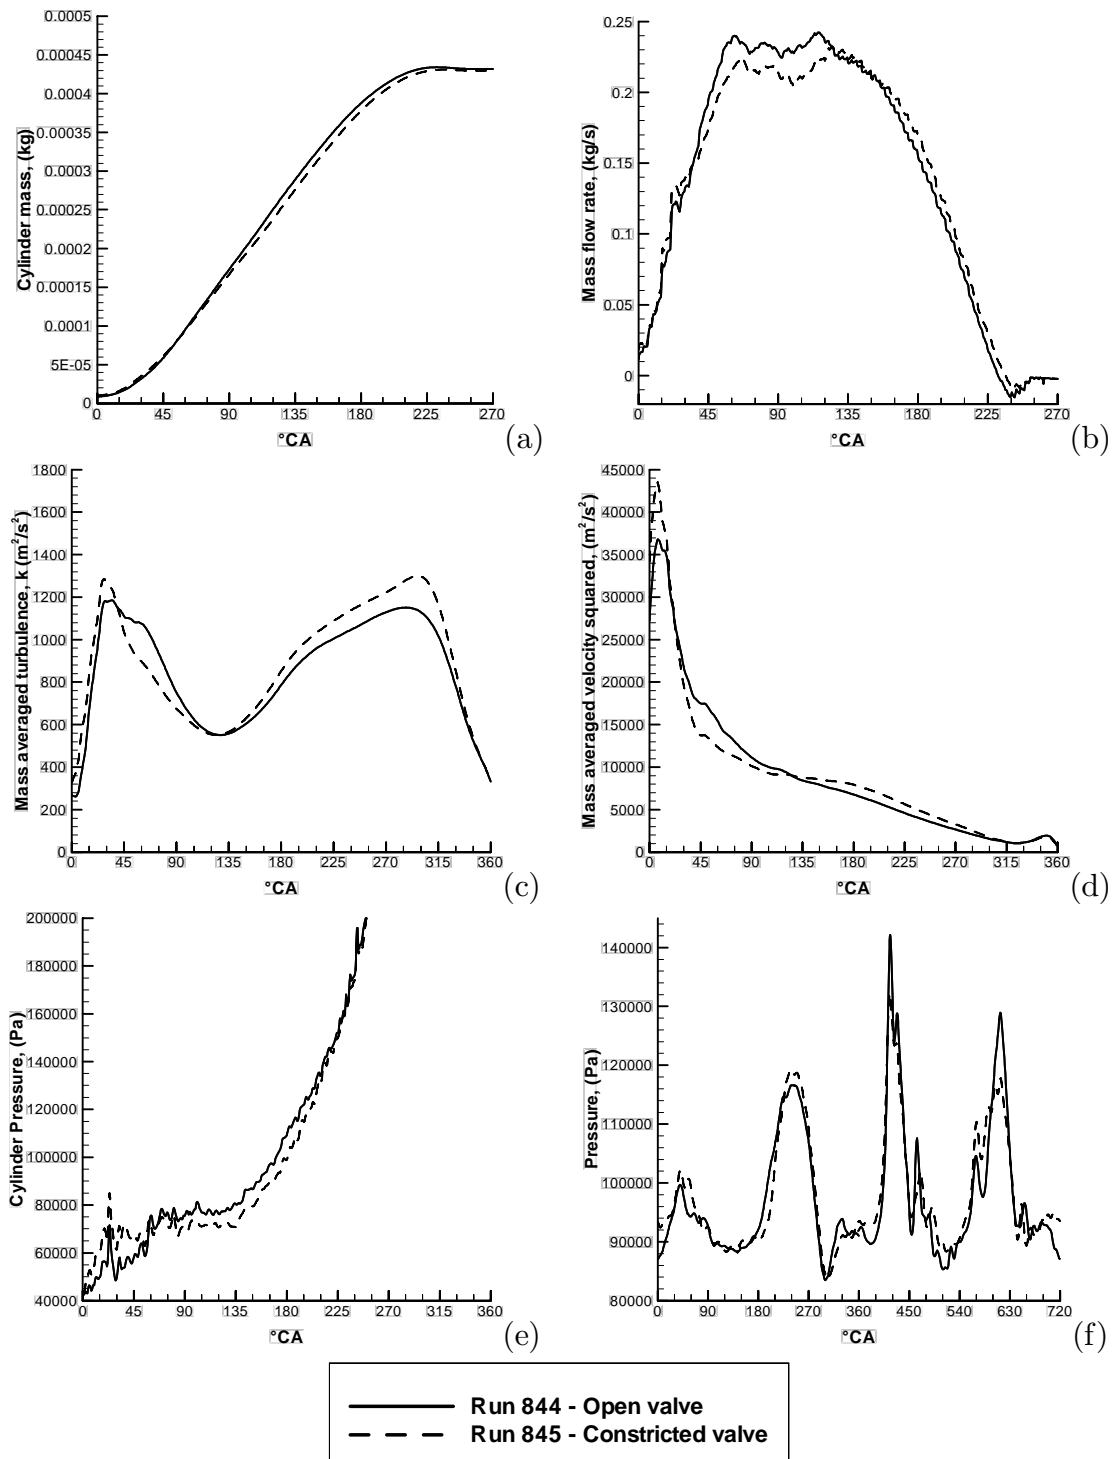 0.0005
0.00045
0.0004
0.00035
0.0003
0.00025
0.0002
0.00015
0.0001
5E-05
0
Cylinder mass, (kg)
0 45 90 135 180 225 270
°CA
(a)
0.25
0.2
0.15
0.1
0.05
0
Mass flow rate, (kg/s)
0 45 90 135 180 225 270
°CA
(b)
1800
1600
1400
1200
1000
800
600
400
200
0
Mass averaged turbulence, k (m²/s²)
0 45 90 135 180 225 270 315 360
°CA
(c)
45000
40000
35000
30000
25000
20000
15000
10000
5000
0
Mass averaged velocity squared, (m²/s²)
0 45 90 135 180 225 270 315 360
°CA
(d)
200000
180000
160000
140000
120000
100000
80000
60000
40000
Cylinder Pressure, (Pa)
0 45 90 135 180 225 270 315 360
°CA
(e)
140000
130000
120000
110000
100000
90000
80000
Pressure, (Pa)
0 90 180 270 360 450 540 630 720
°CA
(f)
Run 844 - Open valve
Run 845 - Constricted valve